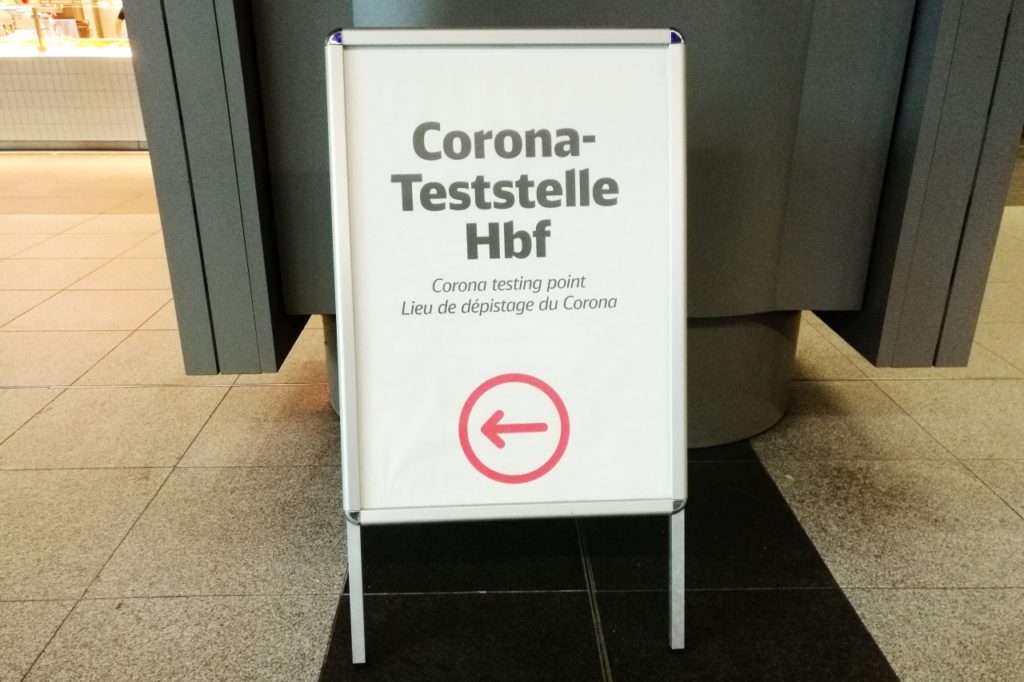 Corona-
Teststelle
Hbf
Corona testing point
Lieu de dépistage du Corona